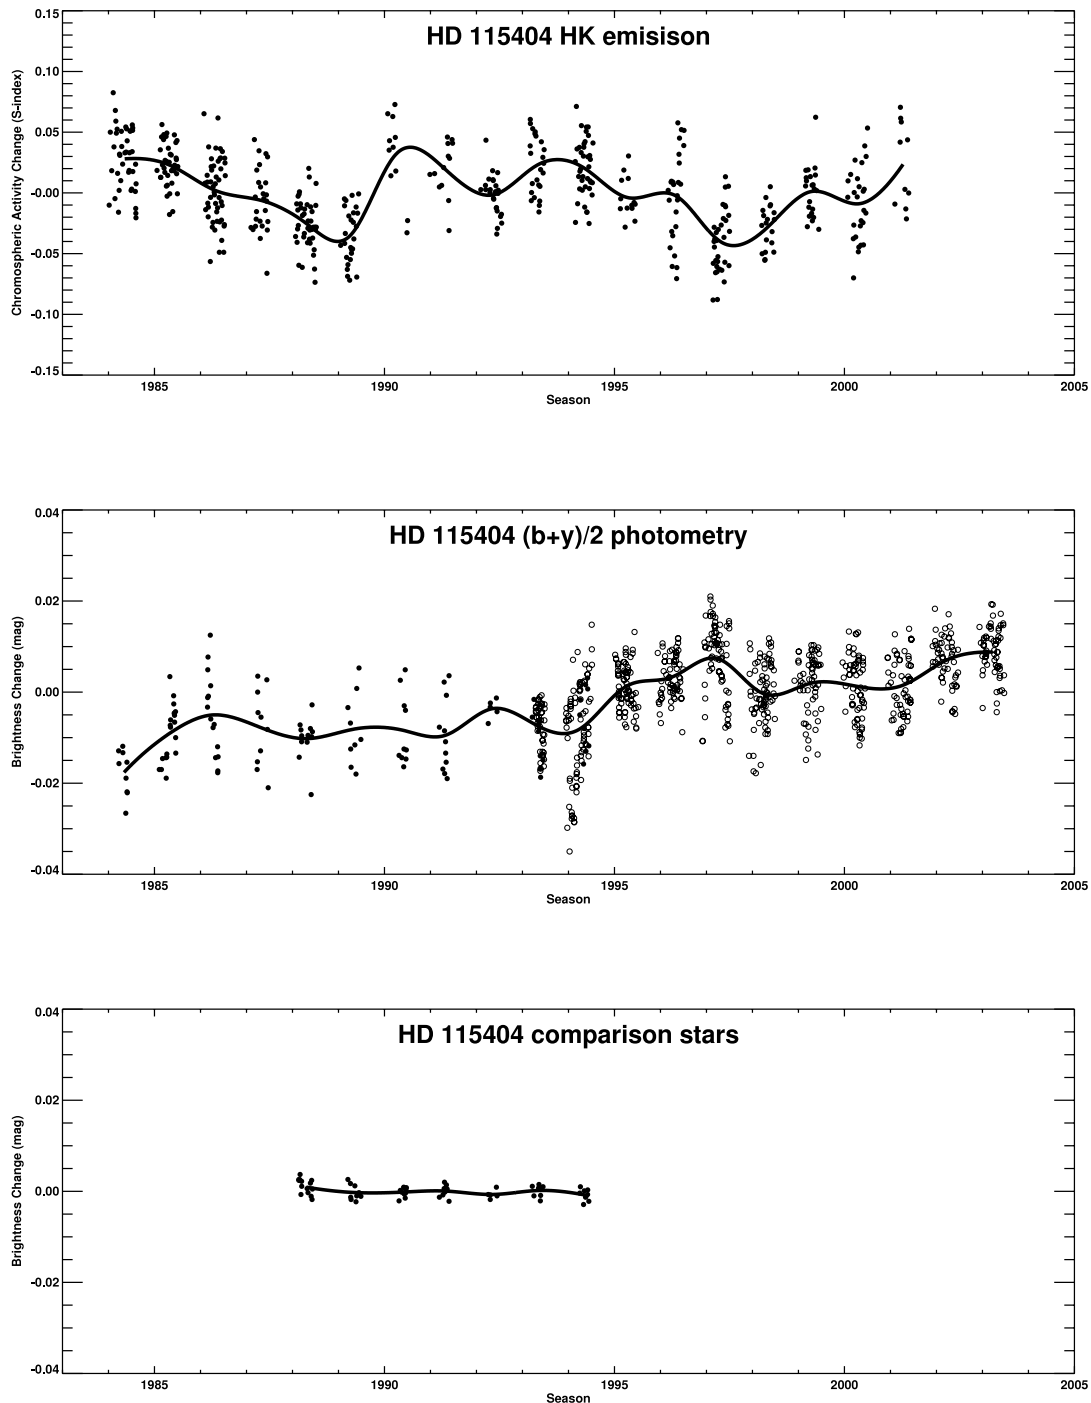 HD 115404 HK emisison
Chromospheric Activity Change (S-index)
0.15
0.10
0.05
-0.00
-0.05
-0.10
-0.15
1985 1990 1995 2000 2005
Season
HD 115404 (b+y)/2 photometry
Brightness Change (mag)
0.04
0.02
0.00
-0.02
-0.04
1985 1990 1995 2000 2005
Season
HD 115404 comparison stars
Brightness Change (mag)
0.04
0.02
0.00
-0.02
-0.04
1985 1990 1995 2000 2005
Season